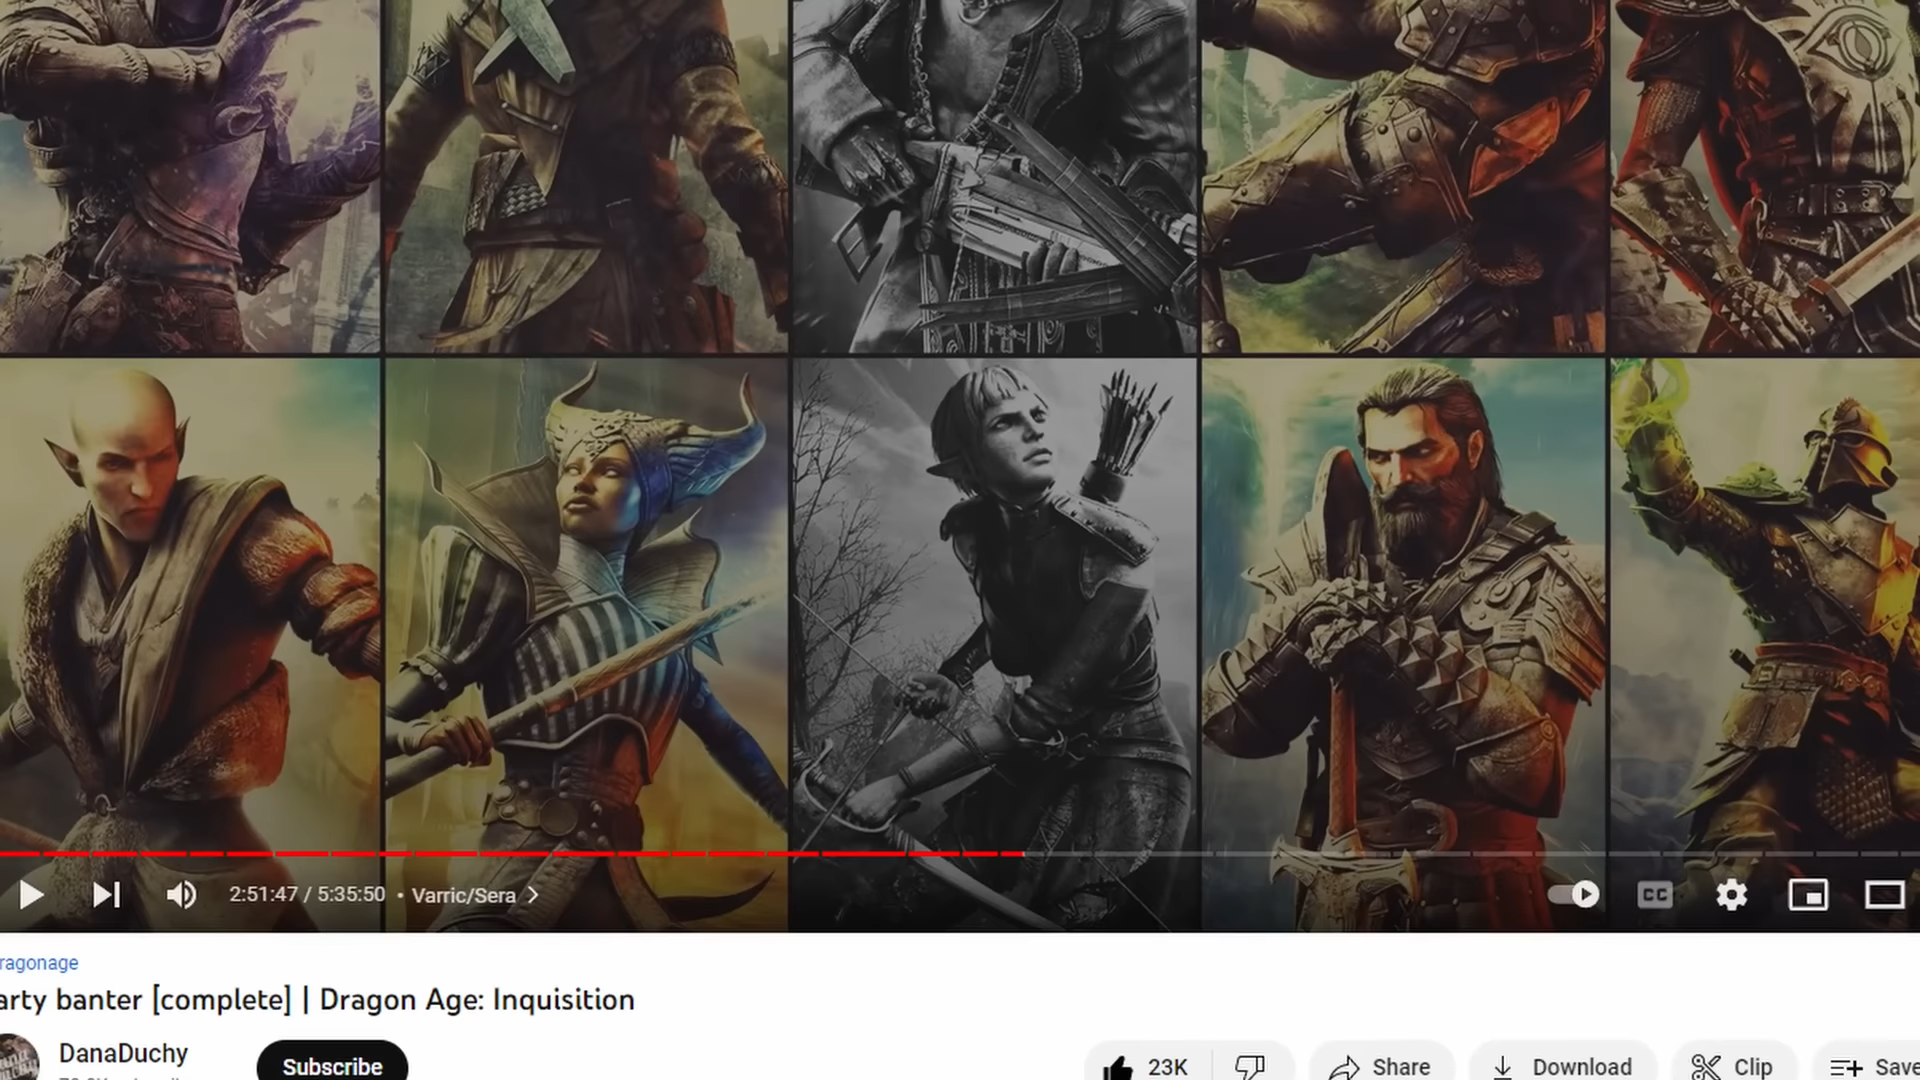 2:51:47 / 5:35:50 • Varric/Sera
CC
ragonage
arty banter [complete] | Dragon Age: Inquisition
DanaDuchy
Subscribe
23K
Share
Download
Clip
Save